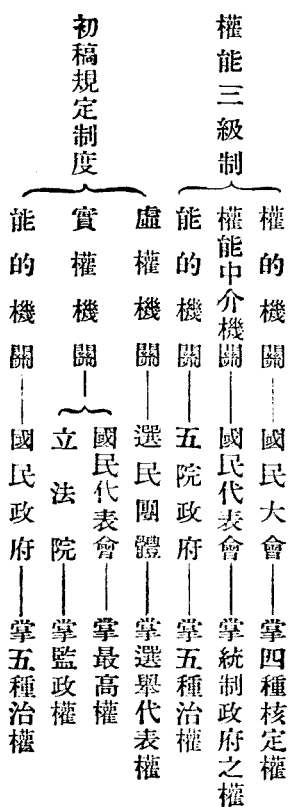 權能三級制
權的機關——國民大會——掌四種核定權
權能中介機關——國民代表會——掌統制政府之權
能的機關——五院政府——掌五種治權
初稿規定制度
虛權機關——選民團體——掌選舉代表權
實權機關—國民代表會——掌最高權
立法院——掌監政權
能的機關——國民政府——掌五種治權